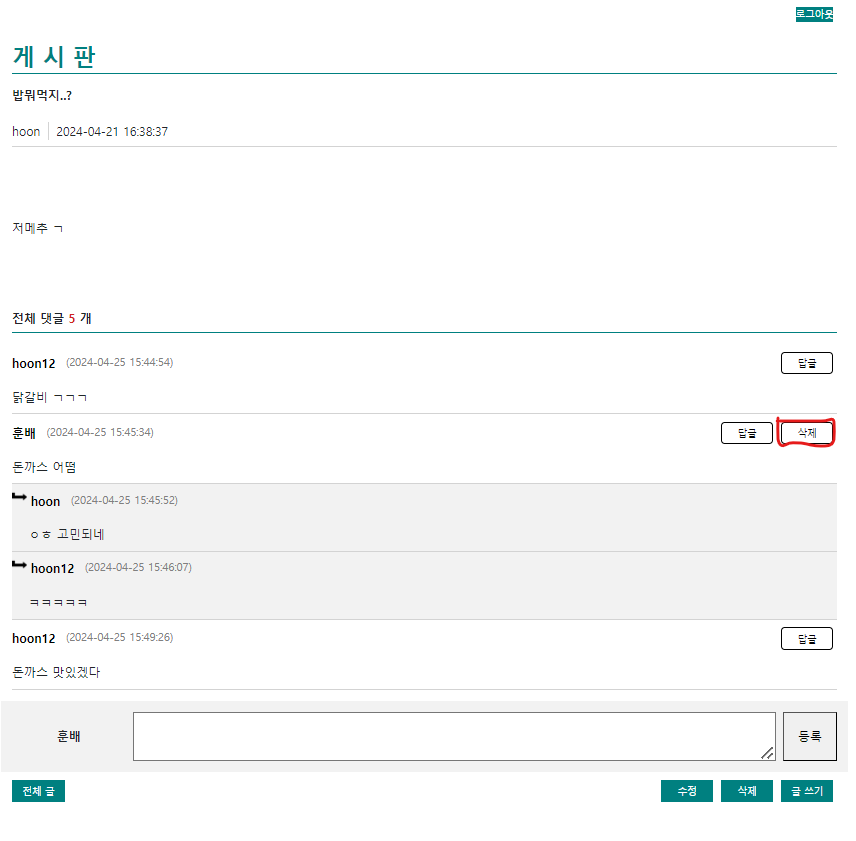 로그아웃
게 시 판
밥뭐먹지..?
hoon 2024-04-21 16:38:37
저메추 ㄱ
전체 댓글 5 개
hoon12 (2024-04-25 15:44:54) 답글
닭갈비 ㄱㄱㄱ
훈배 (2024-04-25 15:45:34) 답글 삭제
돈까스 어떰
hoon (2024-04-25 15:45:52)
ㅇㅎ 고민되네
hoon12 (2024-04-25 15:46:07)
ㅋㅋㅋㅋㅋ
hoon12 (2024-04-25 15:49:26) 답글
돈까스 맛있겠다
훈배 등록
전체 글 수정 삭제 글 쓰기